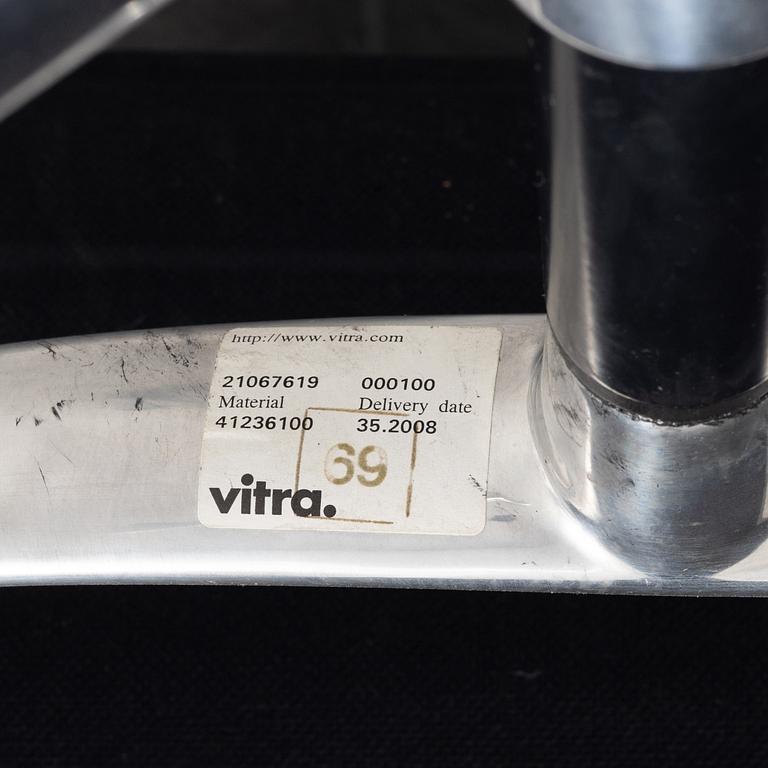 http://www.vitra.com
21067619 000100
Material Delivery date
41236100 35.2008
69
vitra.